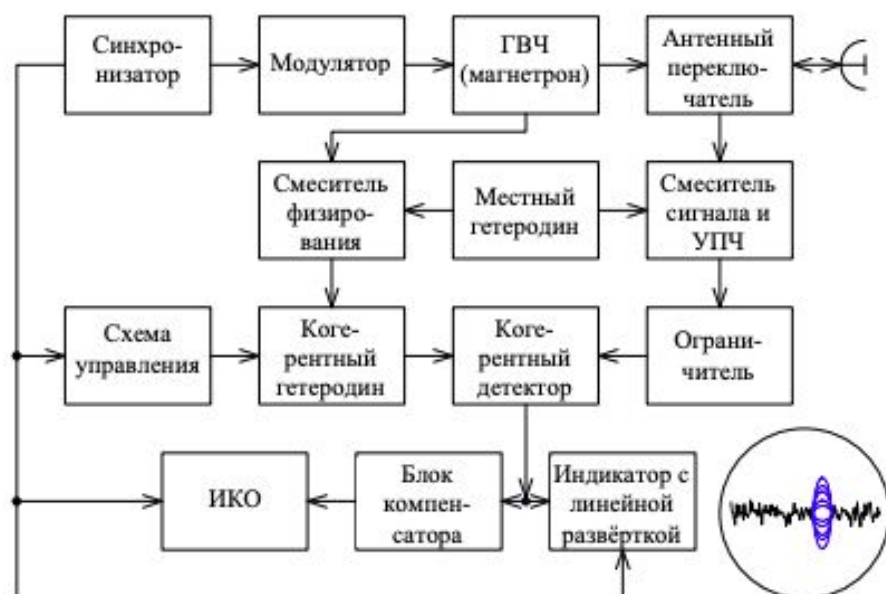 Синхро-
низатор
Модулятор
ГВЧ
(магнетрон)
Антенный
переклю-
чатель
Смеситель
физиро-
вания
Местный
гетеродин
Смеситель
сигнала и
УПЧ
Схема
управления
Коге-
рентный
гетеродин
Коге-
рентный
детектор
Ограни-
читель
ИКО
Блок
компен-
сатора
Индикатор с
линейной
развёрткой